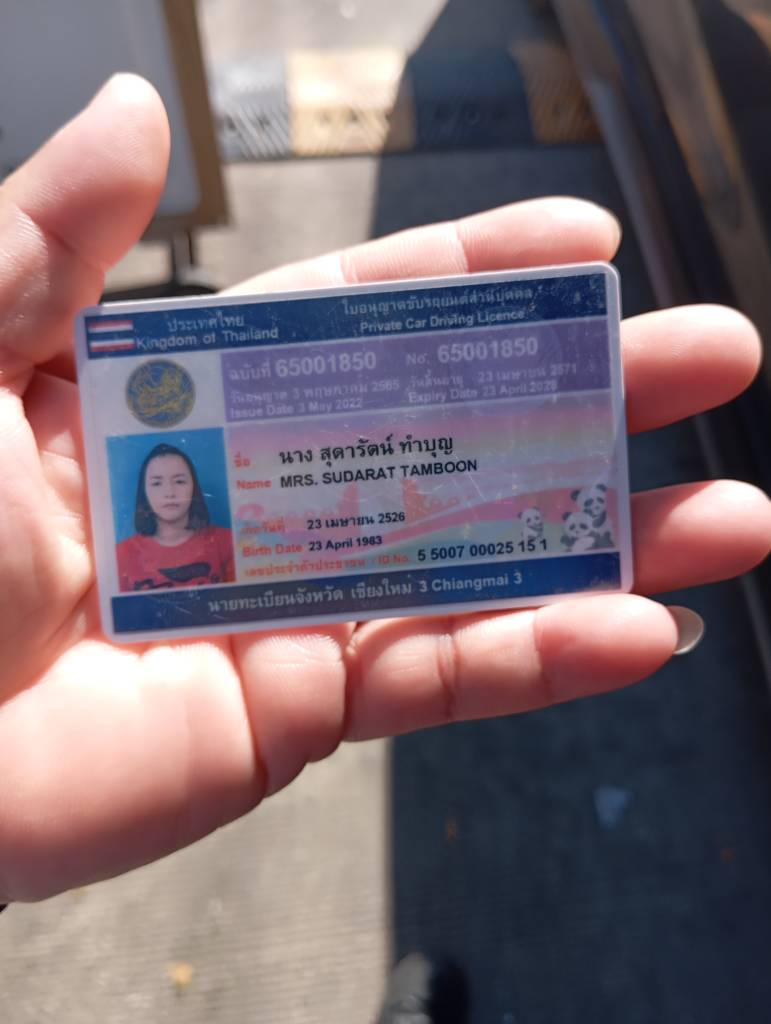 ประเทศไทย
Kingdom of Thailand
ใบอนุญาตขับรถยนต์ส่วนบุคคล
Private Car Driving Licence
ฉบับที่ 65001850 No. 65001850
วันอนุญาต 3 พฤษภาคม 2565 วันสิ้นอายุ 23 เมษายน 2571
Issue Date 3 May 2022 Expiry Date 23 April 2028
ชื่อ นาง สุดารัตน์ ทำบุญ
Name MRS. SUDARAT TAMBOON
เกิดวันที่ 23 เมษายน 2526
Birth Date 23 April 1983
เลขประจำตัวประชาชน / ID No. 5 5007 00025 15 1
นายทะเบียนจังหวัด เชียงใหม่ 3 Chiangmai 3